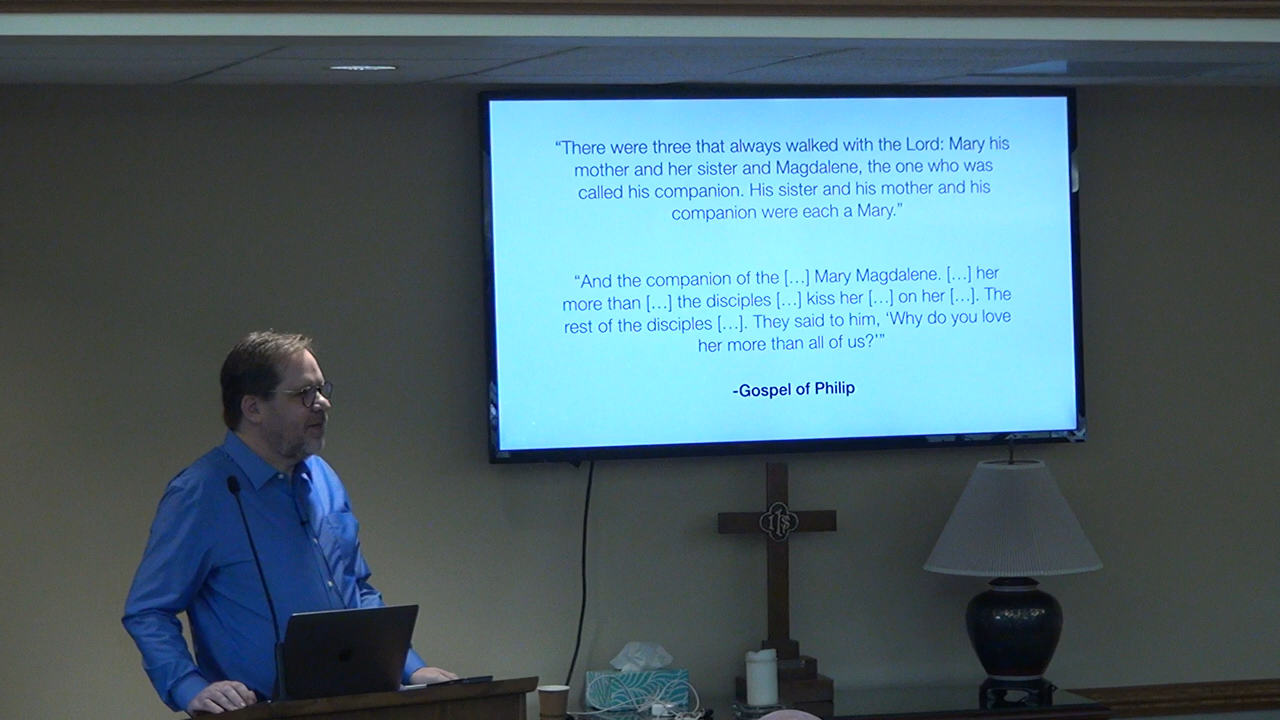 “There were three that always walked with the Lord: Mary his
mother and her sister and Magdalene, the one who was
called his companion. His sister and his mother and his
companion were each a Mary.”
“And the companion of the […] Mary Magdalene. […] her
more than […] the disciples […] kiss her […] on her […]. The
rest of the disciples […]. They said to him, ‘Why do you love
her more than all of us?’”
-Gospel of Philip
IHS